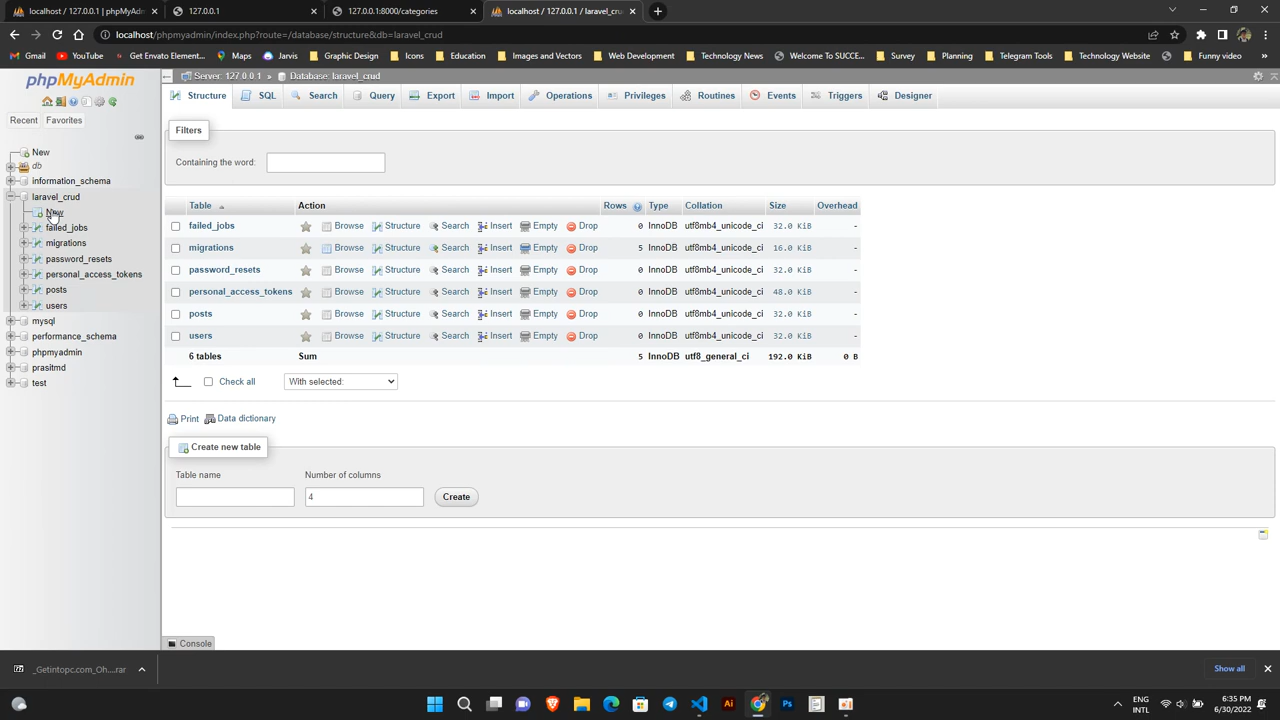 localhost / 127.0.0.1 | phpMyAdm
127.0.0.1
127.0.0.1:8000/categories
localhost / 127.0.0.1 / laravel_cru
localhost/phpmyadmin/index.php?route=/database/structure&db=laravel_crud
Gmail
YouTube
Get Envato Element...
Maps
Jarvis
Icons
Education
Images and Vectors
Web Development
Technology News
Welcome to SUCCE...
Survey
Planning
Telegram Tools
Technology Website
Funny video
phpMyAdmin
Recent
Favorites
New
db
information_schema
laravel_crud
New
failed_jobs
migrations
password_resets
personal_access_tokens
posts
users
mysql
performance_schema
phpmyadmin
prasitmd
test
Server: 127.0.0.1 » Database: laravel_crud
Structure SQL Search Query Export Import Operations Privileges Routines Events Triggers Designer
Filters
Containing the word:
Table Action Rows Type Collation Size Overhead
failed_jobs Browse Structure Search Insert Empty Drop 0 InnoDB utf8mb4_unicode_ci 32.0 KiB -
migrations Browse Structure Search Insert Empty Drop 5 InnoDB utf8mb4_unicode_ci 16.0 KiB -
password_resets Browse Structure Search Insert Empty Drop 0 InnoDB utf8mb4_unicode_ci 32.0 KiB -
personal_access_tokens Browse Structure Search Insert Empty Drop 0 InnoDB utf8mb4_unicode_ci 48.0 KiB -
posts Browse Structure Search Insert Empty Drop 0 InnoDB utf8mb4_unicode_ci 32.0 KiB -
users Browse Structure Search Insert Empty Drop 0 InnoDB utf8mb4_unicode_ci 32.0 KiB -
6 tables Sum 5 InnoDB utf8_general_ci 192.0 KiB 0 B
Check all With selected:
Print Data dictionary
Create new table
Table name Number of columns
4 Create
Console
_Getintopc.com_Oh....rar
Show all
ENG
INTL
6:35 PM
6/30/2022